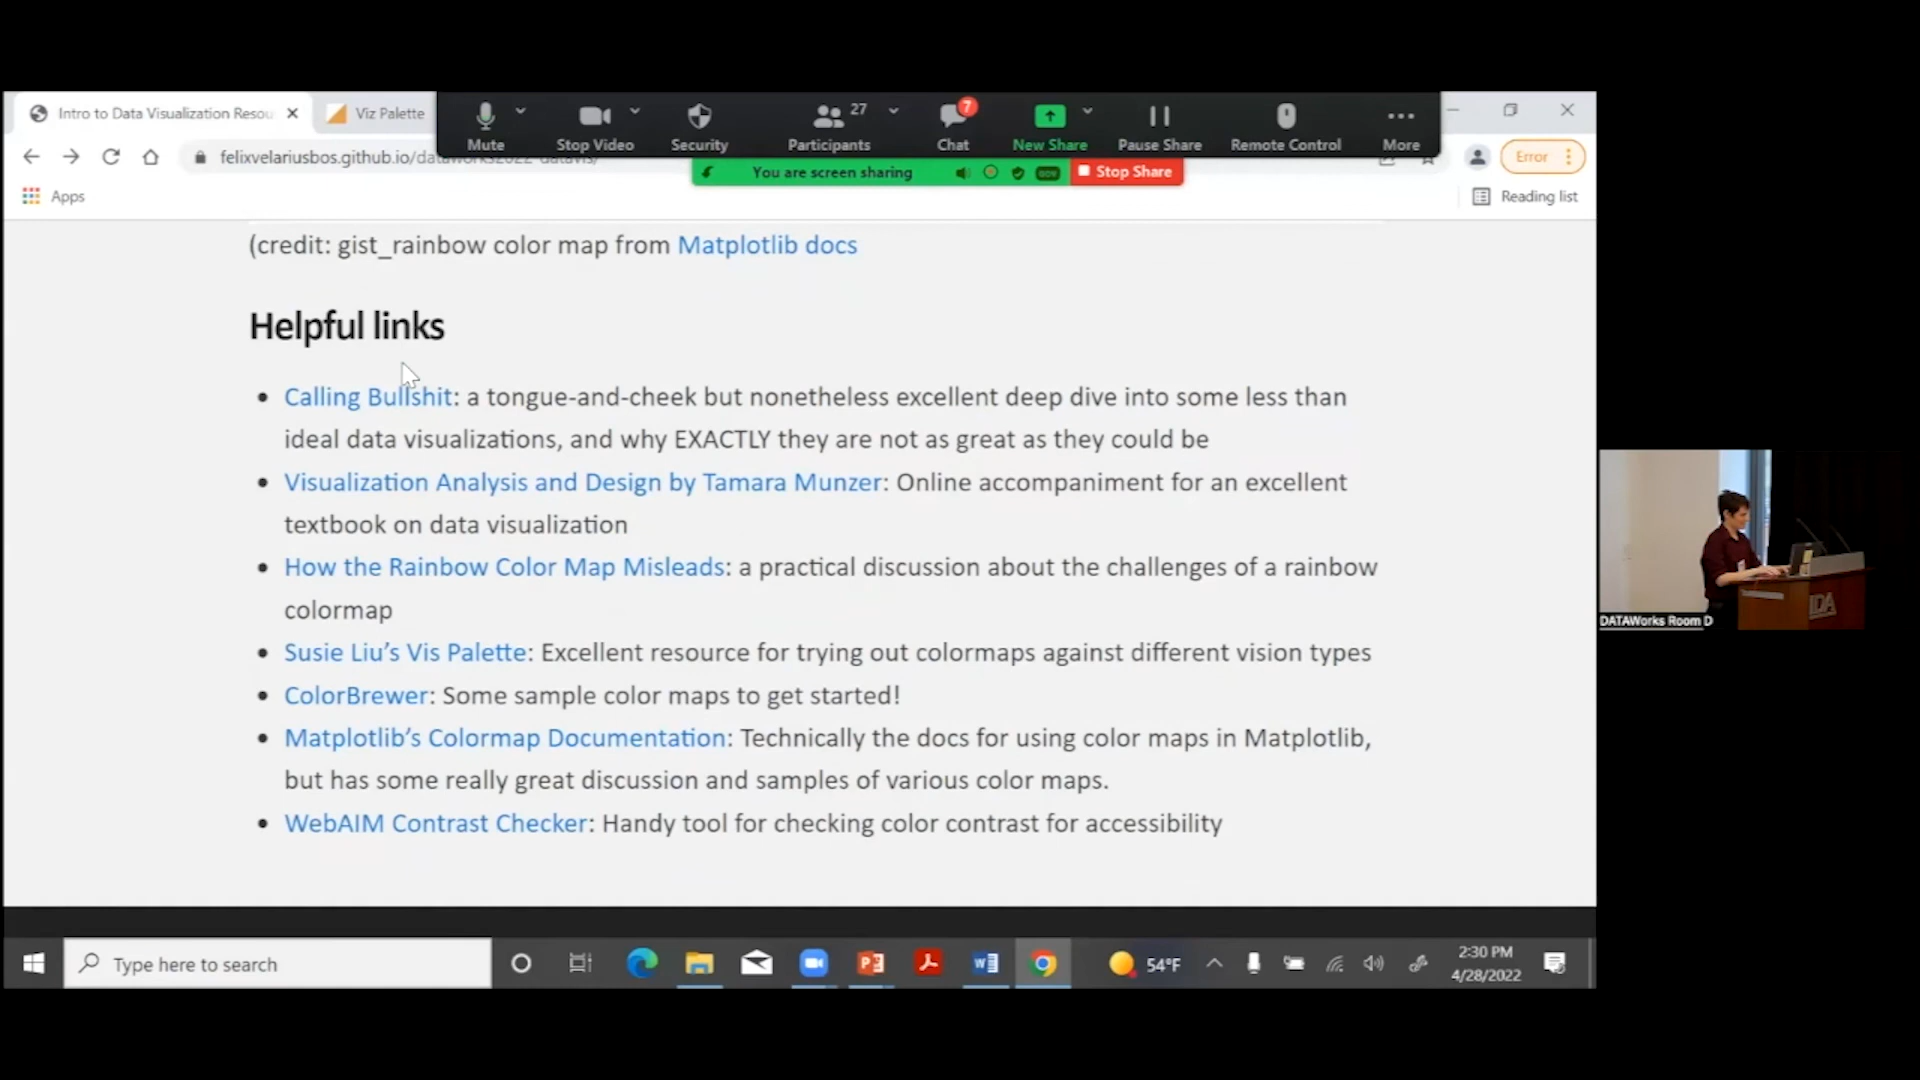 Intro to Data Visualization Resou
Viz Palette
Mute
Stop Video
Security
27
Participants
7
Chat
New Share
Pause Share
Remote Control
More
felixvelariusbos.github.io/dataworks2022-datavis/
You are screen sharing
Stop Share
Error
Apps
Reading list
(credit: gist_rainbow color map from Matplotlib docs
Helpful links
Calling Bullshit: a tongue-and-cheek but nonetheless excellent deep dive into some less than
ideal data visualizations, and why EXACTLY they are not as great as they could be
Visualization Analysis and Design by Tamara Munzer: Online accompaniment for an excellent
textbook on data visualization
How the Rainbow Color Map Misleads: a practical discussion about the challenges of a rainbow
colormap
Susie Liu’s Vis Palette: Excellent resource for trying out colormaps against different vision types
ColorBrewer: Some sample color maps to get started!
Matplotlib’s Colormap Documentation: Technically the docs for using color maps in Matplotlib,
but has some really great discussion and samples of various color maps.
WebAIM Contrast Checker: Handy tool for checking color contrast for accessibility
IDA
DATAWorks Room D
Type here to search
54°F
2:30 PM
4/28/2022